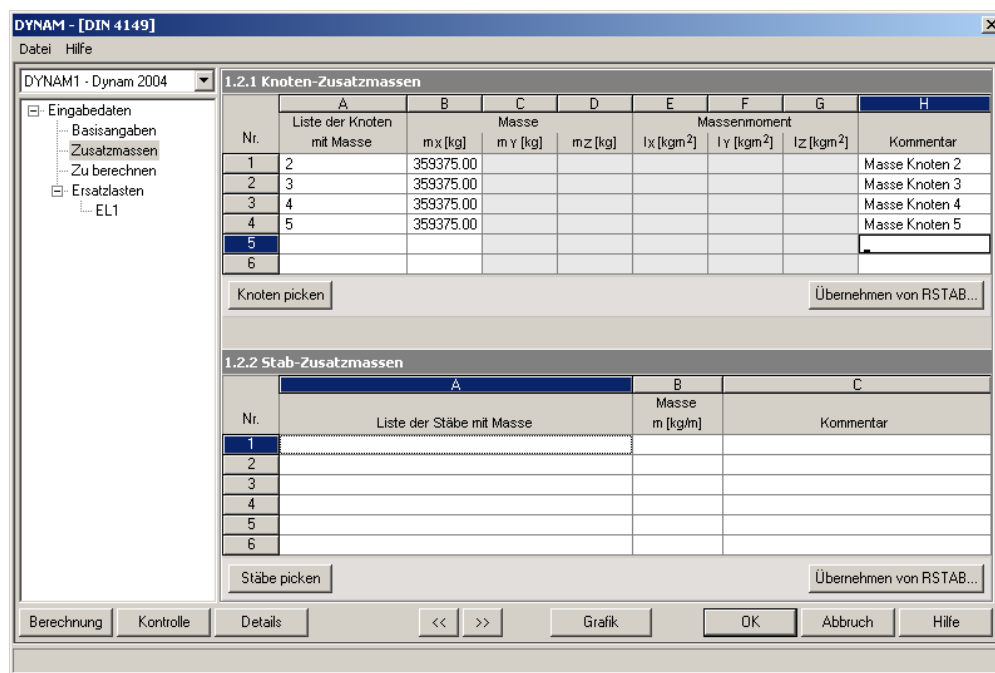 DYNAM - [DIN 4149]
Datei Hilfe
DYNAM1 - Dynam 2004
Eingabedaten
Basisangaben
Zusatzmassen
Zu berechnen
Ersatzlasten
EL1
1.2.1 Knoten-Zusatzmassen
A B C D E F G H
Liste der Knoten Masse Massenmoment
Nr. mit Masse mX [kg] mY [kg] mZ [kg] IX [kgm²] IY [kgm²] IZ [kgm²] Kommentar
1 2 359375.00 Masse Knoten 2
2 3 359375.00 Masse Knoten 3
3 4 359375.00 Masse Knoten 4
4 5 359375.00 Masse Knoten 5
5
6
Knoten picken Übernehmen von RSTAB...
1.2.2 Stab-Zusatzmassen
A B C
Masse
Nr. Liste der Stäbe mit Masse m [kg/m] Kommentar
1
2
3
4
5
6
Stäbe picken Übernehmen von RSTAB...
Berechnung Kontrolle Details << >> Grafik OK Abbruch Hilfe